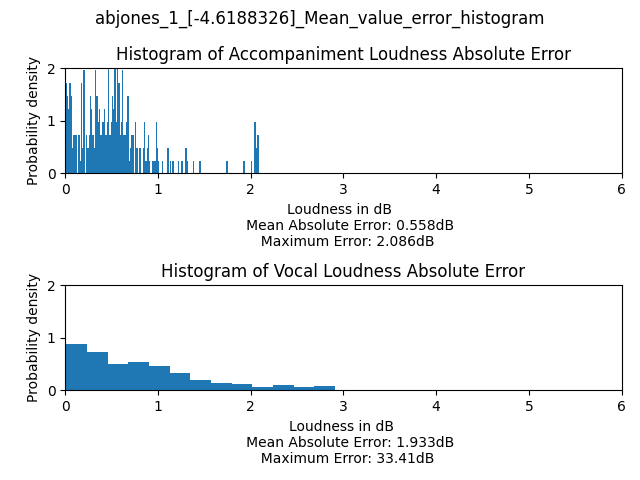 abjones_1_[-4.6188326]_Mean_value_error_histogram
Histogram of Accompaniment Loudness Absolute Error
Probability density
2
1
0
0 1 2 3 4 5 6
Loudness in dB
Mean Absolute Error: 0.558dB
Maximum Error: 2.086dB
Histogram of Vocal Loudness Absolute Error
Probability density
2
1
0
0 1 2 3 4 5 6
Loudness in dB
Mean Absolute Error: 1.933dB
Maximum Error: 33.41dB